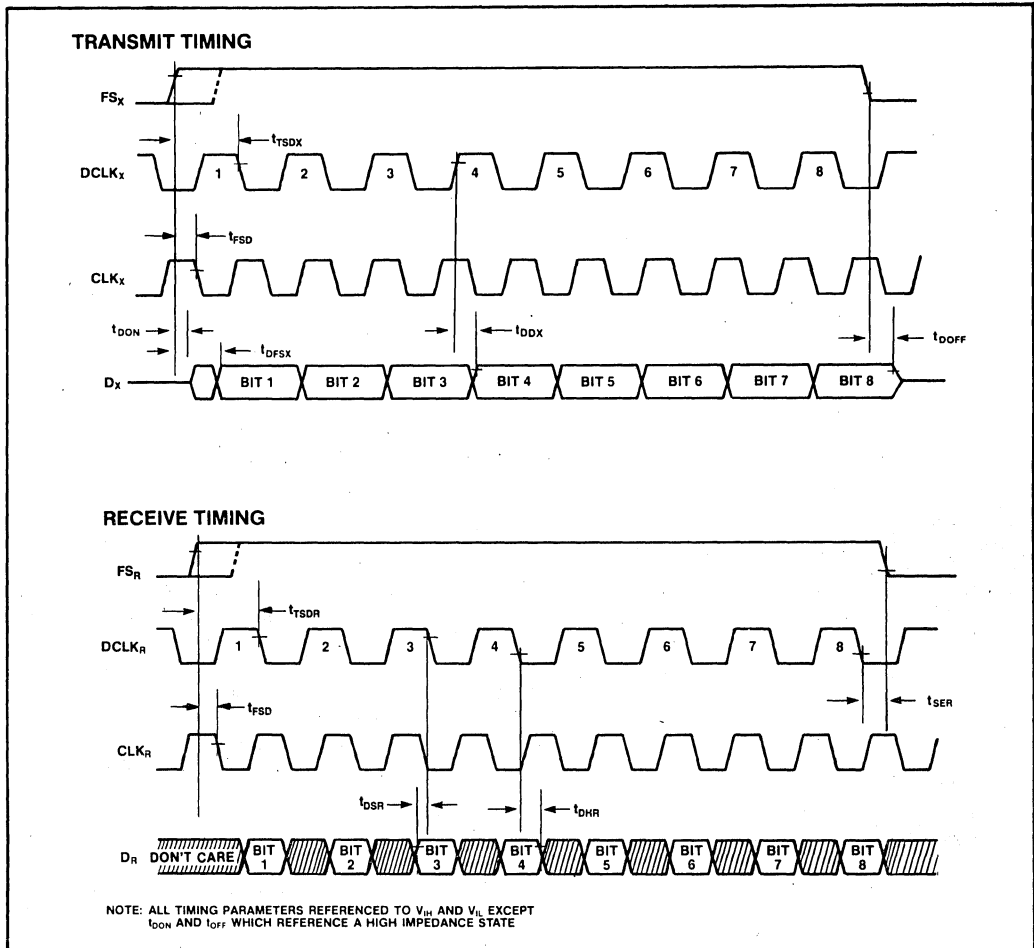 TRANSMIT TIMING
FSX
tTSDX
DCLKX
1 2 3 4 5 6 7 8
tFSD
CLKX
tDON
tDDX
tDOFF
tDFSX
DX
BIT 1 BIT 2 BIT 3 BIT 4 BIT 5 BIT 6 BIT 7 BIT 8
RECEIVE TIMING
FSR
tTSDR
DCLKR
1 2 3 4 5 6 7 8
tSER
tFSD
CLKR
tDSR
tDHR
DR
DON'T CARE
BIT 1
BIT 2
BIT 3
BIT 4
BIT 5
BIT 6
BIT 7
BIT 8
NOTE: ALL TIMING PARAMETERS REFERENCED TO VIH AND VIL EXCEPT
tDON AND tOFF WHICH REFERENCE A HIGH IMPEDANCE STATE